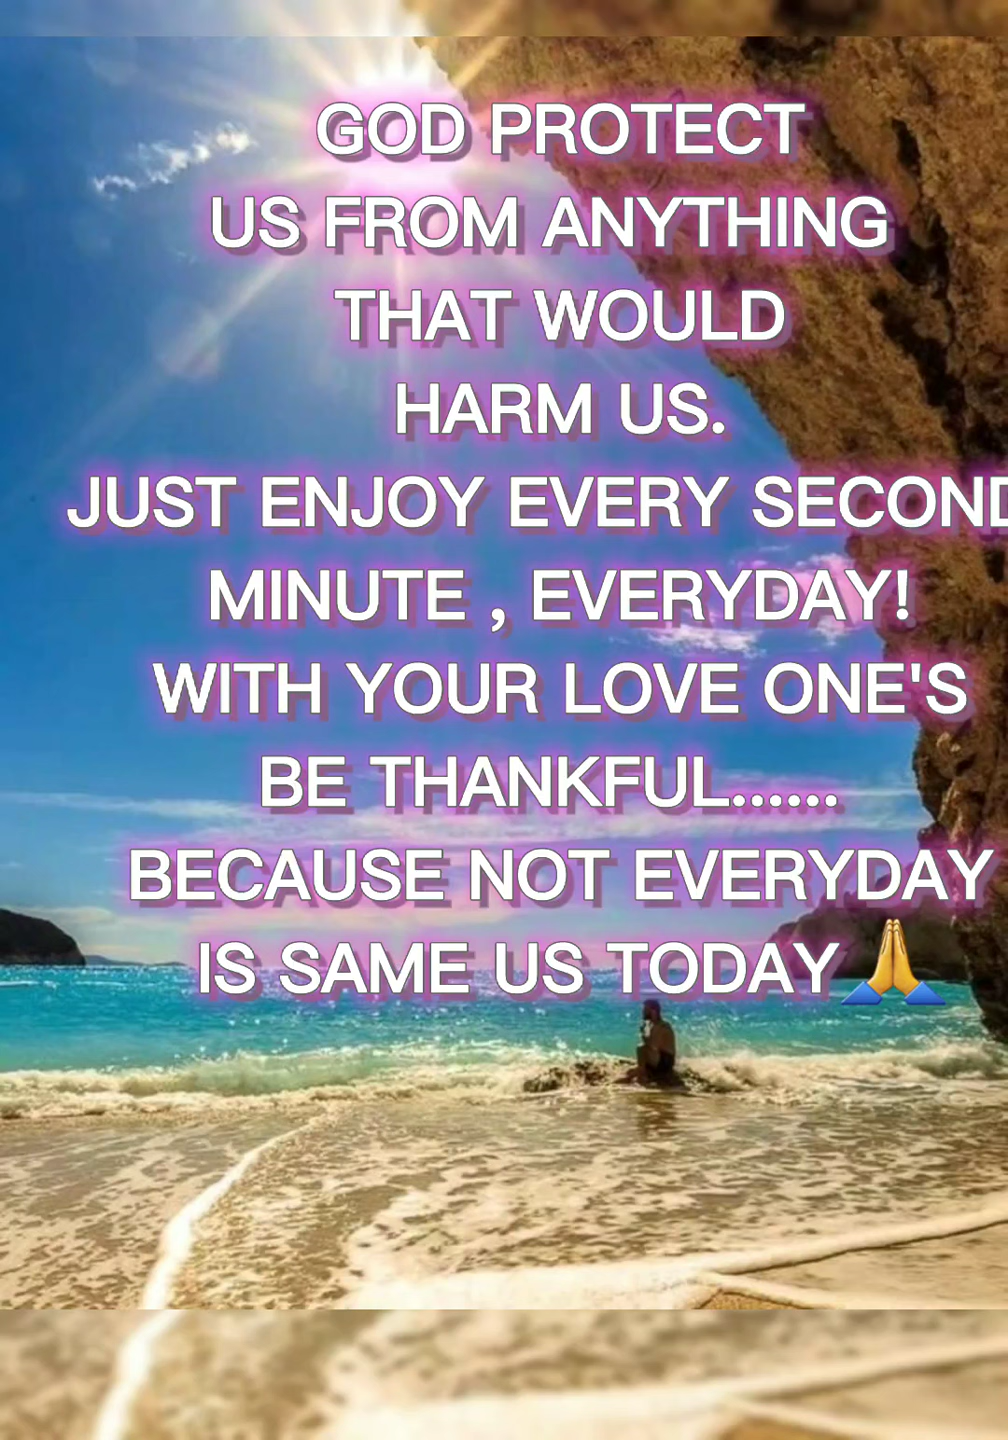 GOD PROTECT
US FROM ANYTHING
THAT WOULD
HARM US.
JUST ENJOY EVERY SECOND
MINUTE , EVERYDAY!
WITH YOUR LOVE ONE'S
BE THANKFUL......
BECAUSE NOT EVERYDAY
IS SAME US TODAY 🙏